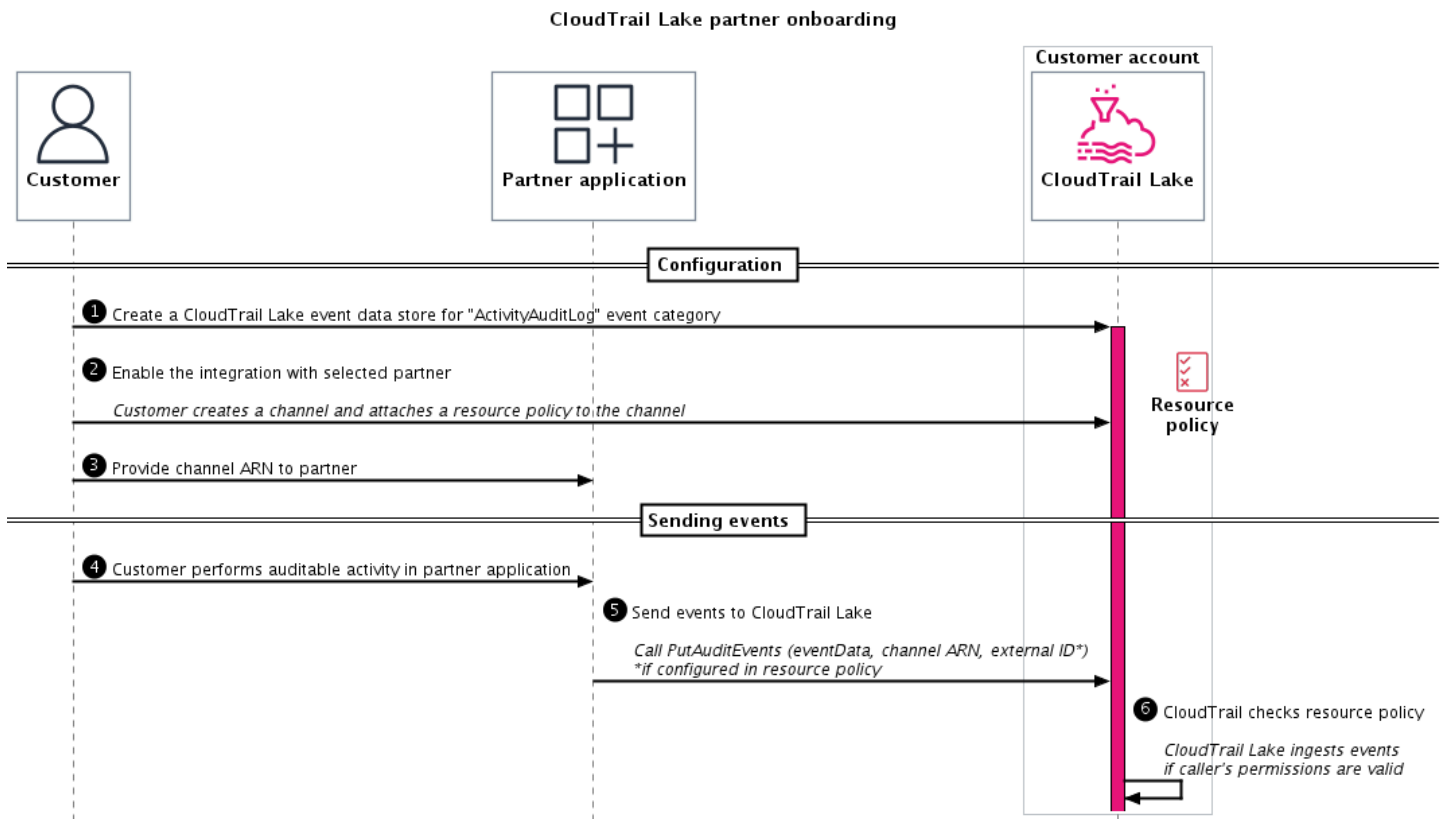 CloudTrail Lake partner onboarding
Customer account
Customer
Partner application
CloudTrail Lake
Configuration
1 Create a CloudTrail Lake event data store for "ActivityAuditLog" event category
2 Enable the integration with selected partner
Customer creates a channel and attaches a resource policy to the channel
Resource
policy
3 Provide channel ARN to partner
Sending events
4 Customer performs auditable activity in partner application
5 Send events to CloudTrail Lake
Call PutAuditEvents (eventData, channel ARN, external ID*)
*if configured in resource policy
6 CloudTrail checks resource policy
CloudTrail Lake ingests events
if caller's permissions are valid